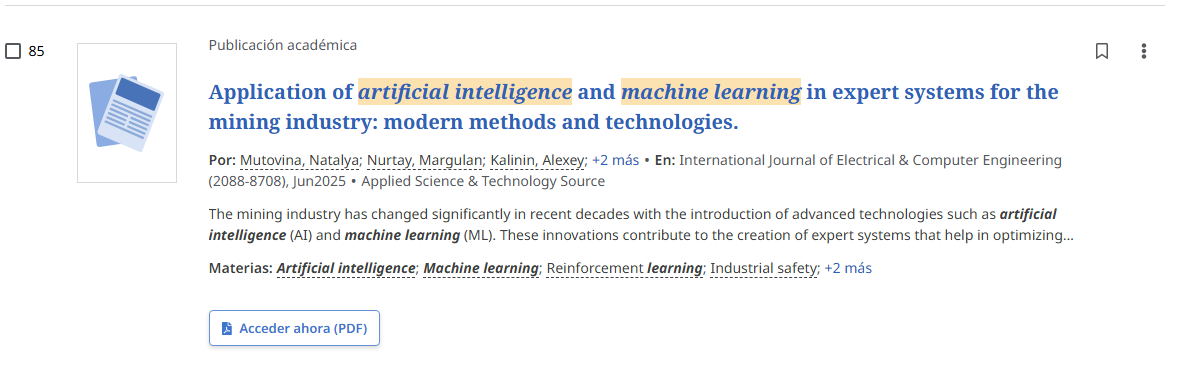 85
Publicación académica
Application of artificial intelligence and machine learning in expert systems for the
mining industry: modern methods and technologies.
Por: Mutovina, Natalya; Nurtay, Margulan; Kalinin, Alexey; +2 más • En: International Journal of Electrical & Computer Engineering
(2088-8708), Jun2025 • Applied Science & Technology Source
The mining industry has changed significantly in recent decades with the introduction of advanced technologies such as artificial
intelligence (AI) and machine learning (ML). These innovations contribute to the creation of expert systems that help in optimizing...
Materias: Artificial intelligence; Machine learning; Reinforcement learning; Industrial safety; +2 más
Acceder ahora (PDF)